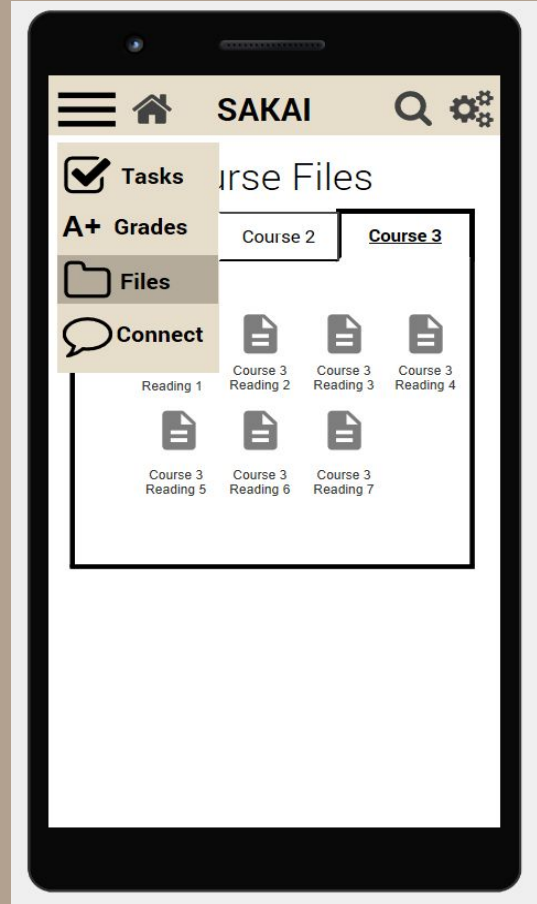 SAKAI
Tasks
urse Files
A+ Grades
Course 2
Course 3
Files
Connect
Reading 1
Course 3
Reading 2
Course 3
Reading 3
Course 3
Reading 4
Course 3
Reading 5
Course 3
Reading 6
Course 3
Reading 7